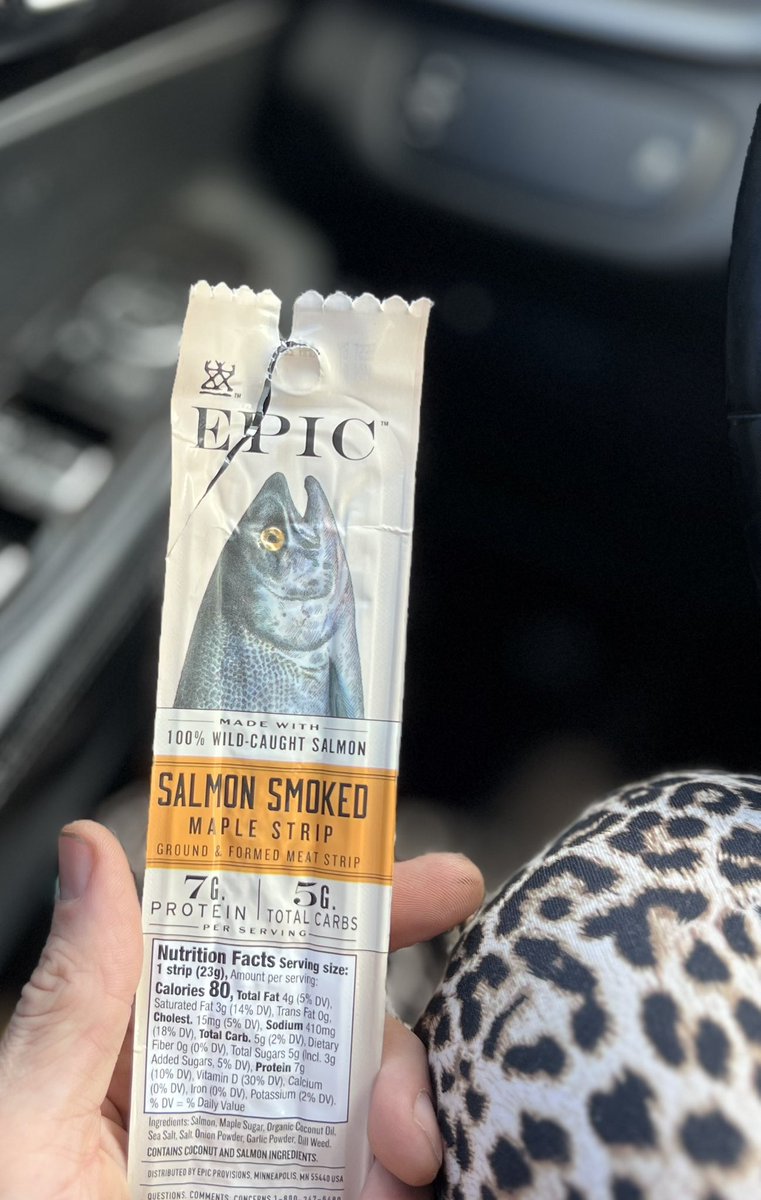 EPIC™
MADE WITH
100% WILD-CAUGHT SALMON
SALMON SMOKED
MAPLE STRIP
GROUND & FORMED MEAT STRIP
7G. PROTEIN | 5G. TOTAL CARBS
PER SERVING
Nutrition Facts Serving size:
1 strip (23g), Amount per serving:
Calories 80, Total Fat 4g (5% DV),
Saturated Fat 3g (14% DV), Trans Fat 0g,
Cholest. 15mg (5% DV), Sodium 410mg
(18% DV), Total Carb. 5g (2% DV), Dietary
Fiber 0g (0% DV), Total Sugars 5g (Incl. 3g
Added Sugars, 5% DV), Protein 7g
(10% DV), Vitamin D (30% DV), Calcium
(0% DV), Iron (0% DV), Potassium (2% DV).
% DV = % Daily Value
Ingredients: Salmon, Maple Sugar, Organic Coconut Oil,
Sea Salt, Salt, Onion Powder, Garlic Powder, Dill Weed.
CONTAINS COCONUT AND SALMON INGREDIENTS.
DISTRIBUTED BY EPIC PROVISIONS, MINNEAPOLIS, MN 55440 USA
QUESTIONS, COMMENTS, CONCERNS